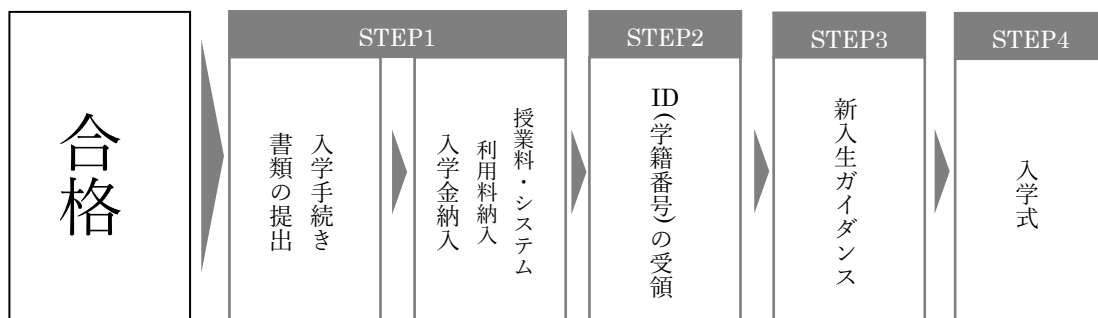 合格
STEP1
入学手続き
書類の提出
授業料・システム
利用料納入
入学金納入
STEP2
ID(学籍番号)の受領
STEP3
新入生ガイダンス
STEP4
入学式